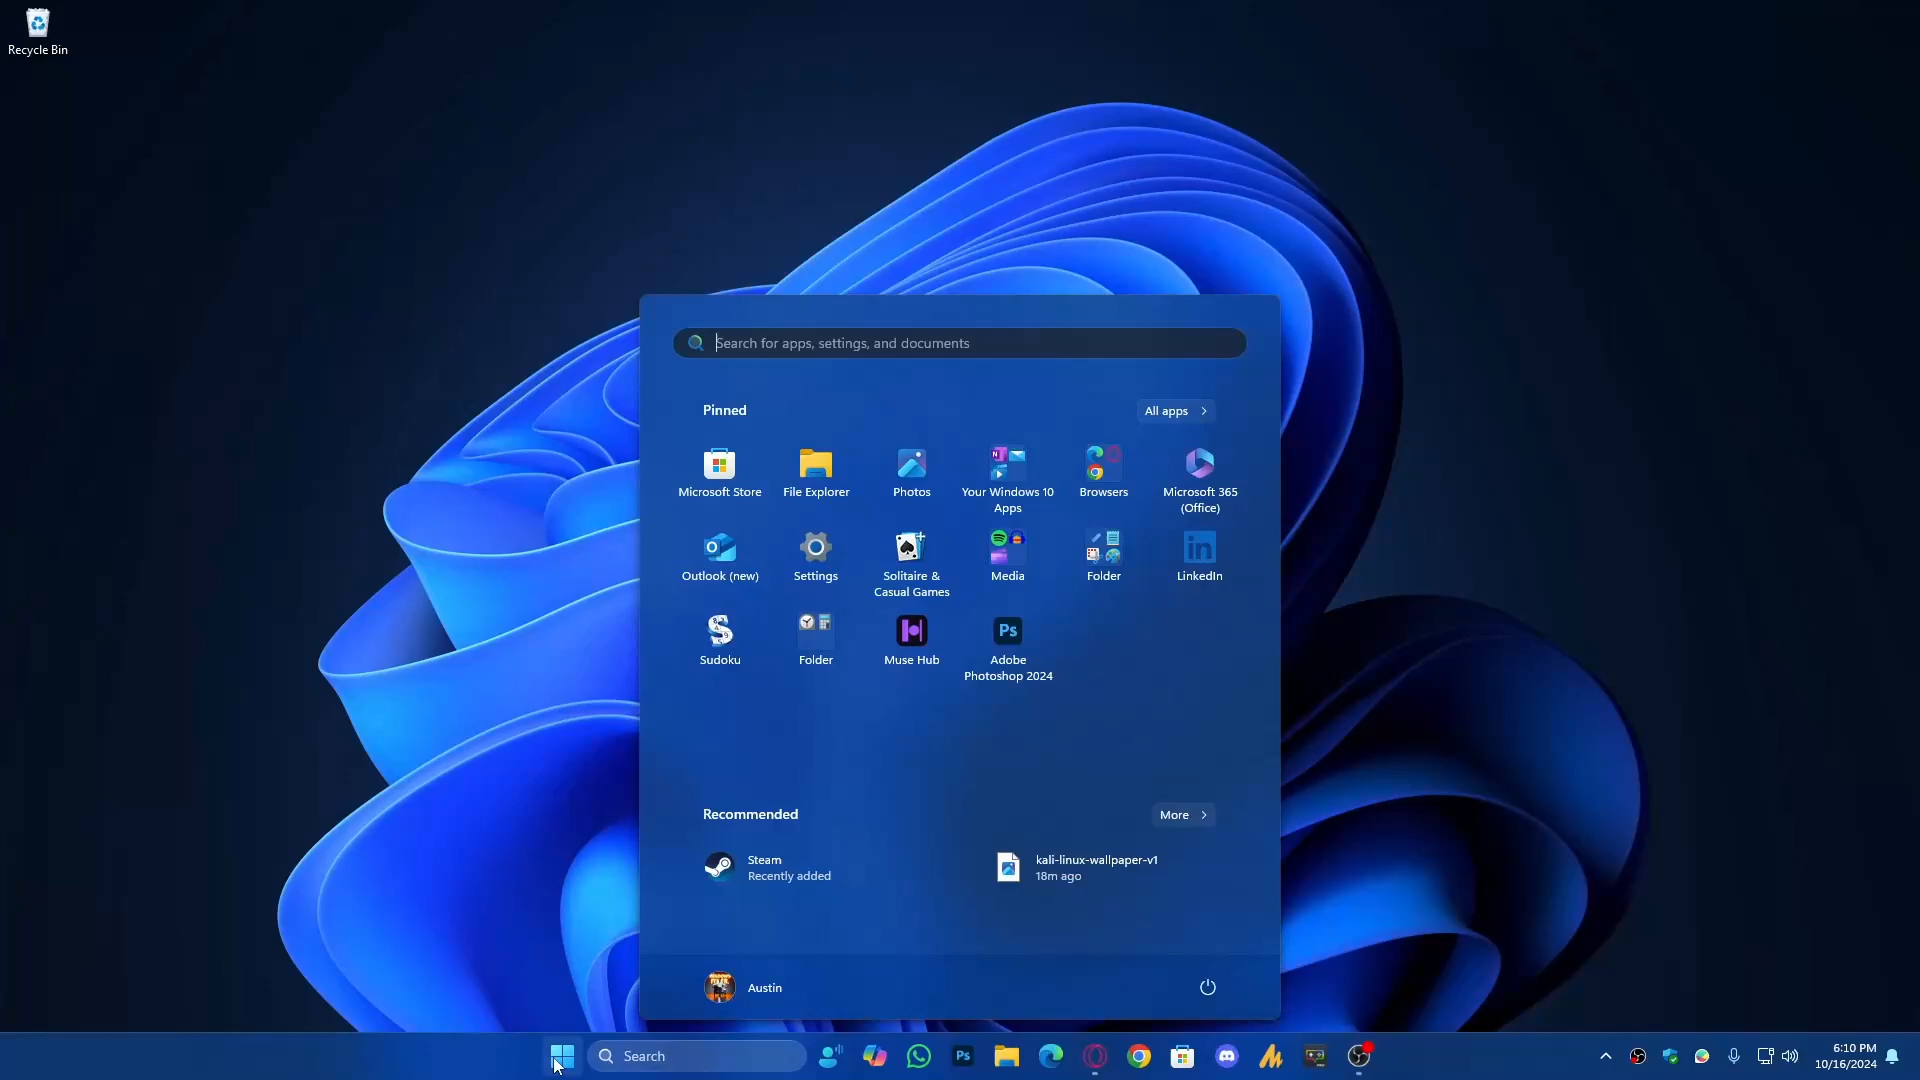 Recycle Bin
Search for apps, settings, and documents
Pinned
All apps
Microsoft Store
File Explorer
Photos
Your Windows 10
Apps
Browsers
Microsoft 365
(Office)
Outlook (new)
Settings
Solitaire &
Casual Games
Media
Folder
LinkedIn
Sudoku
Folder
Muse Hub
Adobe
Photoshop 2024
Recommended
More
Steam
Recently added
kali-linux-wallpaper-v1
18m ago
Austin
Search
6:10 PM
10/16/2024